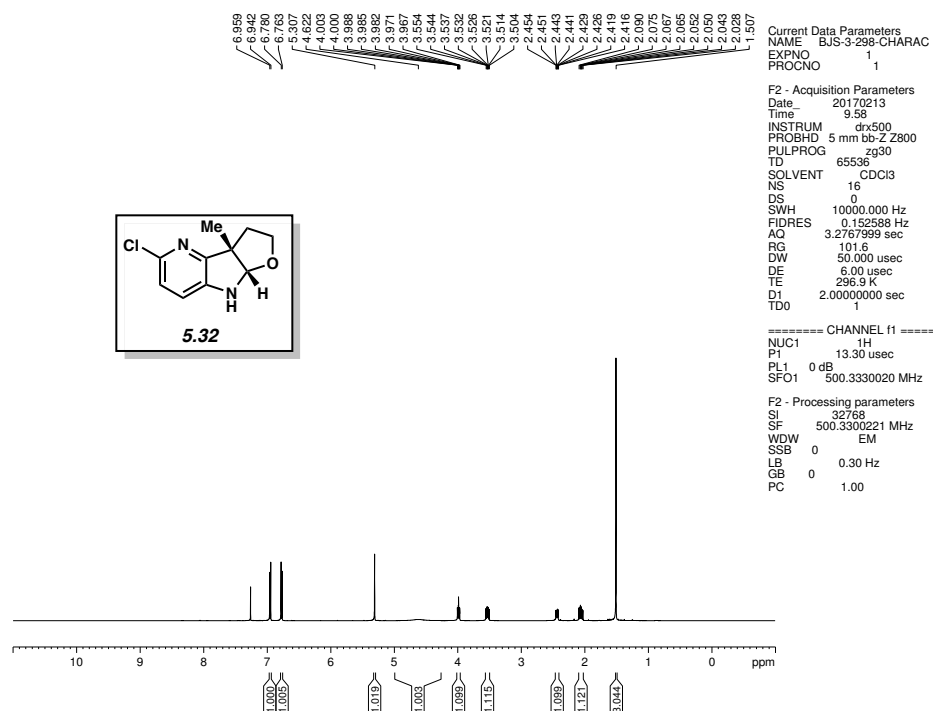 6.959
6.942
6.780
6.763
5.307
4.622
4.003
4.000
3.988
3.985
3.982
3.971
3.967
3.554
3.544
3.537
3.532
3.526
3.521
3.514
3.504
2.454
2.451
2.443
2.441
2.429
2.426
2.419
2.416
2.090
2.075
2.067
2.065
2.052
2.050
2.043
2.028
1.507
Current Data Parameters
NAME BJS-3-298-CHARAC
EXPNO 1
PROCNO 1
F2 - Acquisition Parameters
Date_ 20170213
Time 9.58
INSTRUM drx500
PROBHD 5 mm bb-Z Z800
PULPROG zg30
TD 65536
SOLVENT CDCl3
NS 16
DS 0
SWH 10000.000 Hz
FIDRES 0.152588 Hz
AQ 3.2767999 sec
RG 101.6
DW 50.000 usec
DE 6.00 usec
TE 296.9 K
D1 2.00000000 sec
TD0 1
======== CHANNEL f1 =====
NUC1 1H
P1 13.30 usec
PL1 0 dB
SFO1 500.3330020 MHz
F2 - Processing parameters
SI 32768
SF 500.3300221 MHz
WDW EM
SSB 0
LB 0.30 Hz
GB 0
PC 1.00
Me
Cl N
O
N H
H
5.32
10 9 8 7 6 5 4 3 2 1 0 ppm
1.000
1.005
1.019
1.003
1.099
1.115
1.099
1.121
3.044